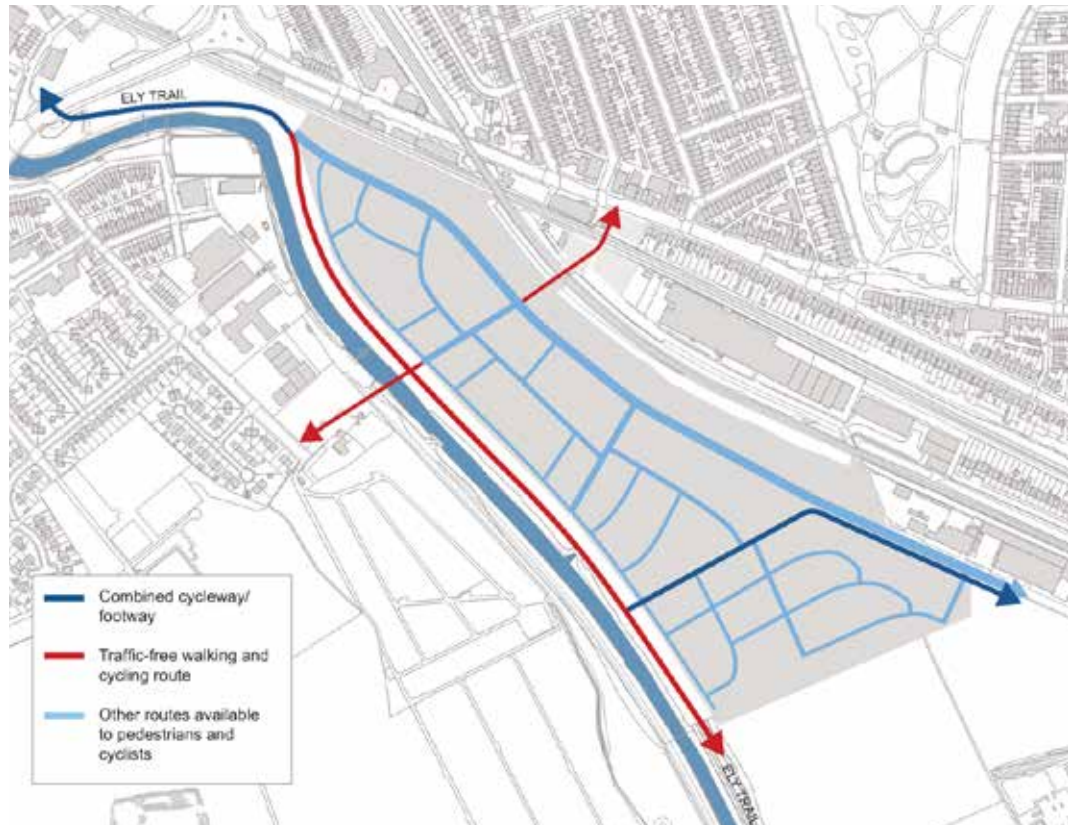 ELY TRAIL
Combined cycleway/
footway
Traffic-free walking and
cycling route
Other routes available
to pedestrians and
cyclists
ELY TRAIL